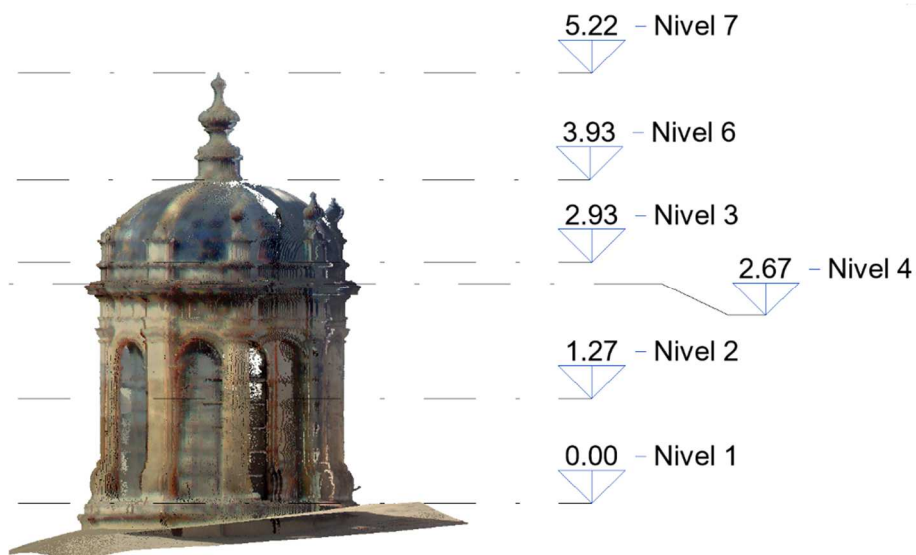 5.22 - Nivel 7
3.93 - Nivel 6
2.93 - Nivel 3
2.67 - Nivel 4
1.27 - Nivel 2
0.00 - Nivel 1